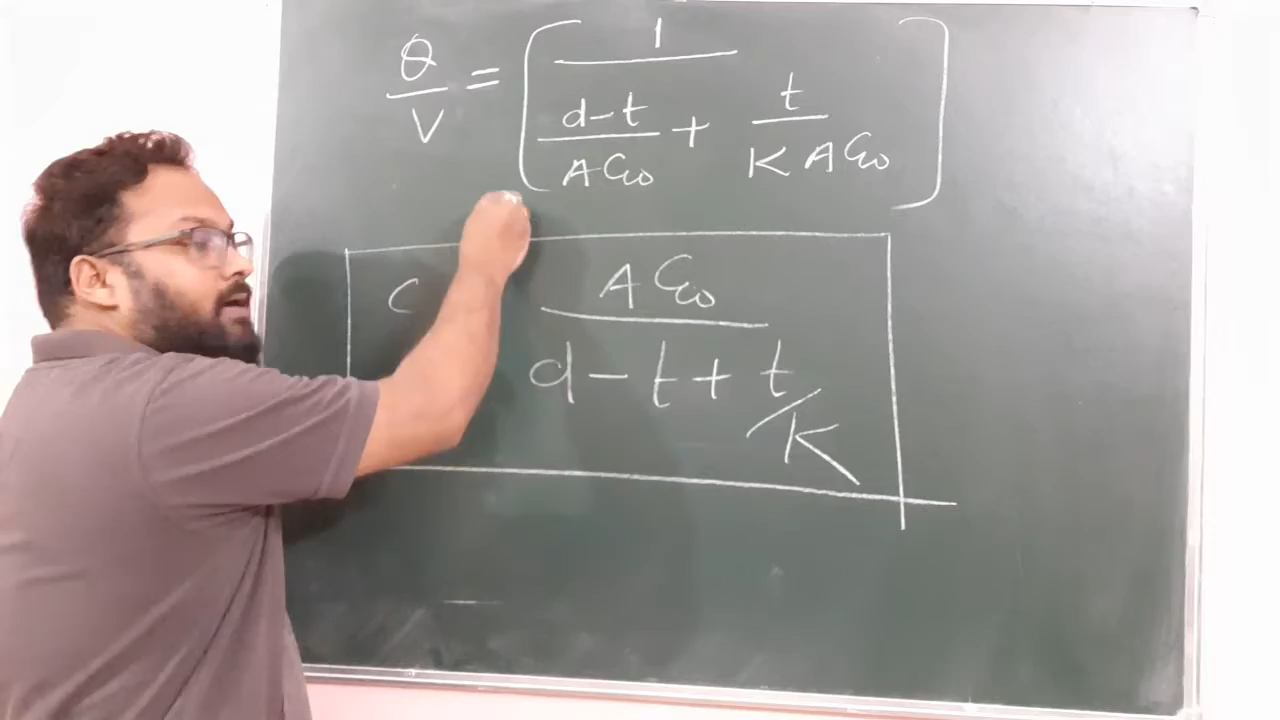 Q/V = [ 1 / ( (d-t)/(Aε₀) + t/(KAε₀) ) ]
C Aε₀ / (d - t + t/K)